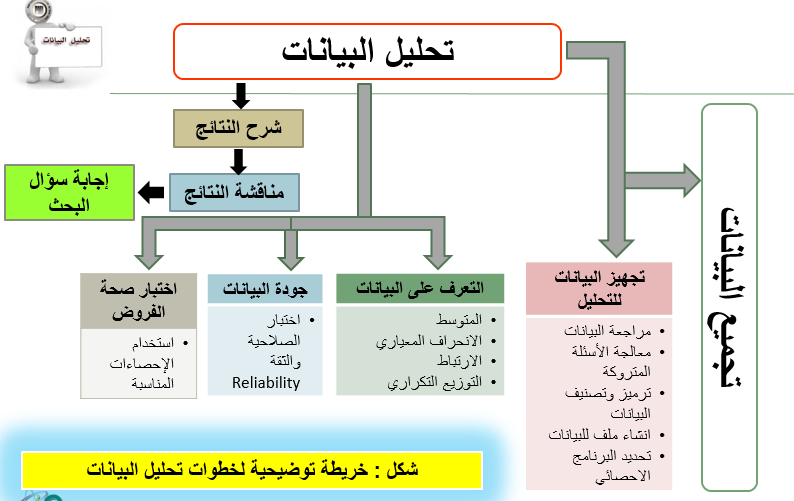 تحليل البيانات
تحليل البيانات
شرح النتائج
مناقشة النتائج
إجابة سؤال
البحث
تجميع البيانات
تجهيز البيانات
للتحليل
• مراجعة البيانات
• معالجة الأسئلة
المتروكة
• ترميز وتصنيف
البيانات
• انشاء ملف للبيانات
• تحديد البرنامج
الاحصائي
التعرف على البيانات
• المتوسط
• الانحراف المعياري
• الارتباط
• التوزيع التكراري
جودة البيانات
• اختبار
الصلاحية
والثقة
Reliability
اختبار صحة
الفروض
• استخدام
الإحصاءات
المناسبة
شكل : خريطة توضيحية لخطوات تحليل البيانات